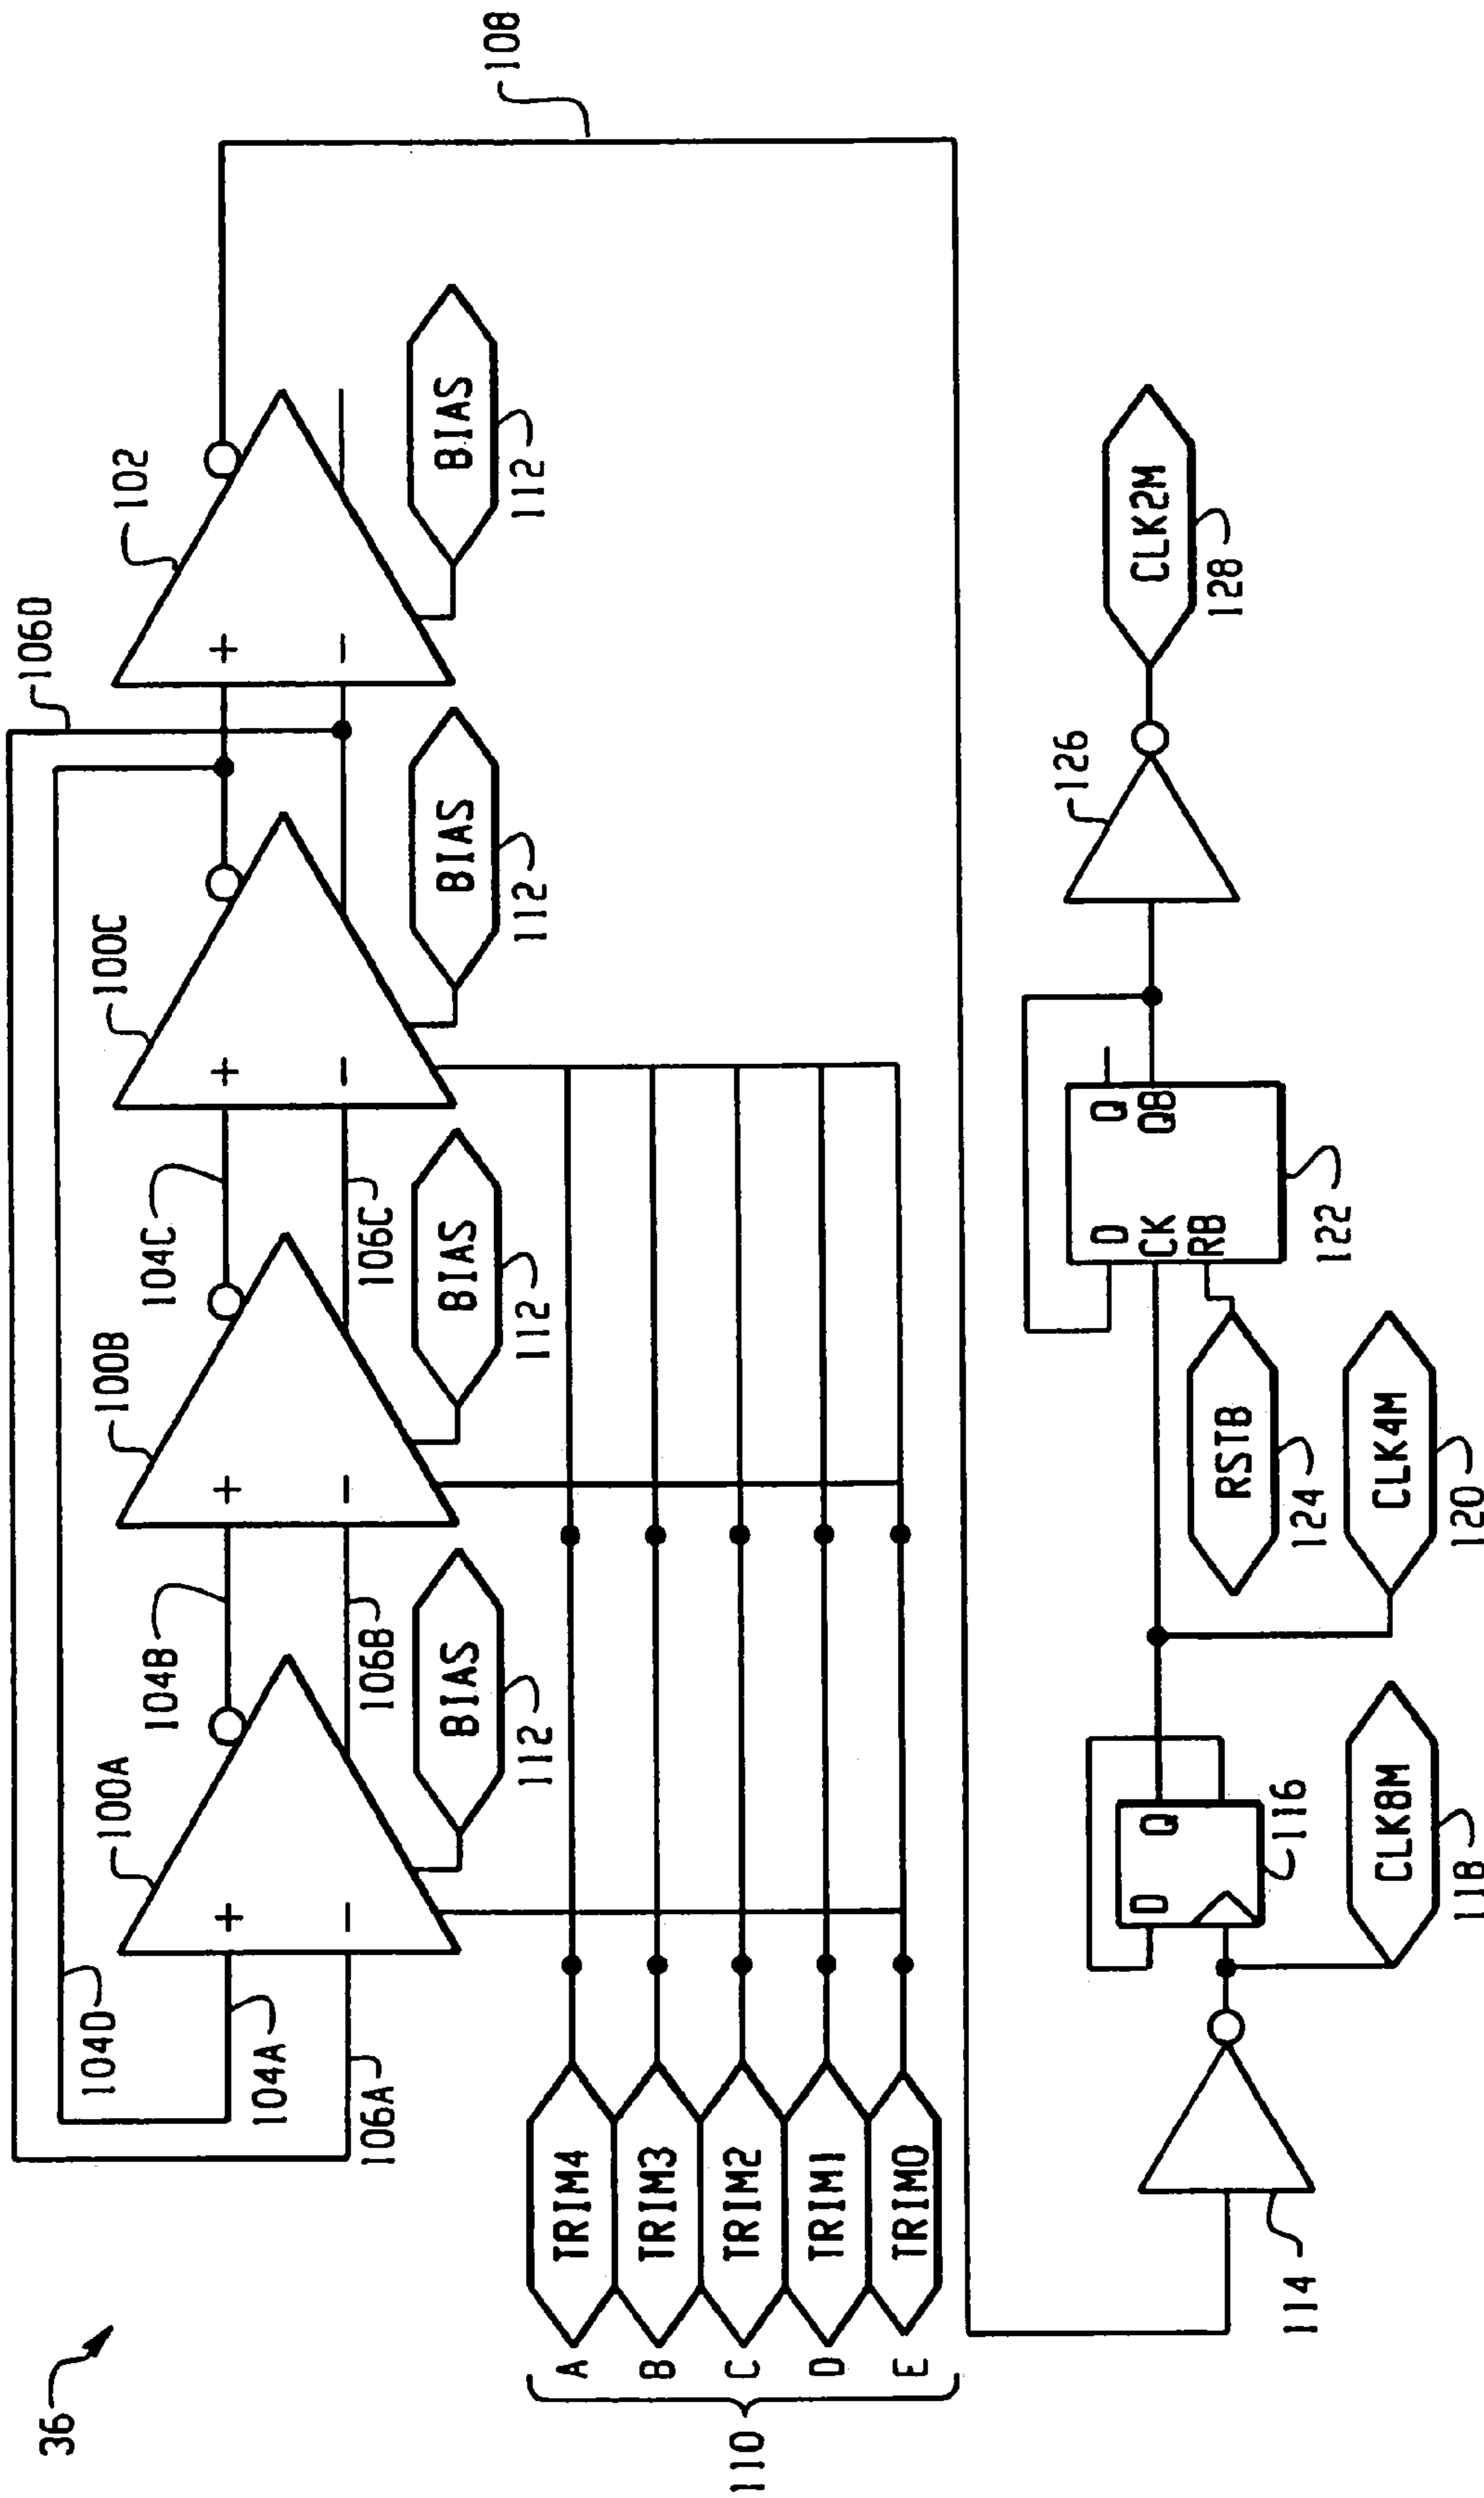 36
106D
104D
104A
106A
100A
104B
106B
100B
104C
106C
100C
102
108
+
−
+
−
+
−
+
−
BIAS
112
BIAS
112
BIAS
112
BIAS
112
110
A TRIM4
B TRIM3
C TRIM2
D TRIM1
E TRIM0
114
D Q
116
CLK8M
118
CLK4M
120
RSTB
124
D Q
CK QB
RB
122
126
CLK2M
128